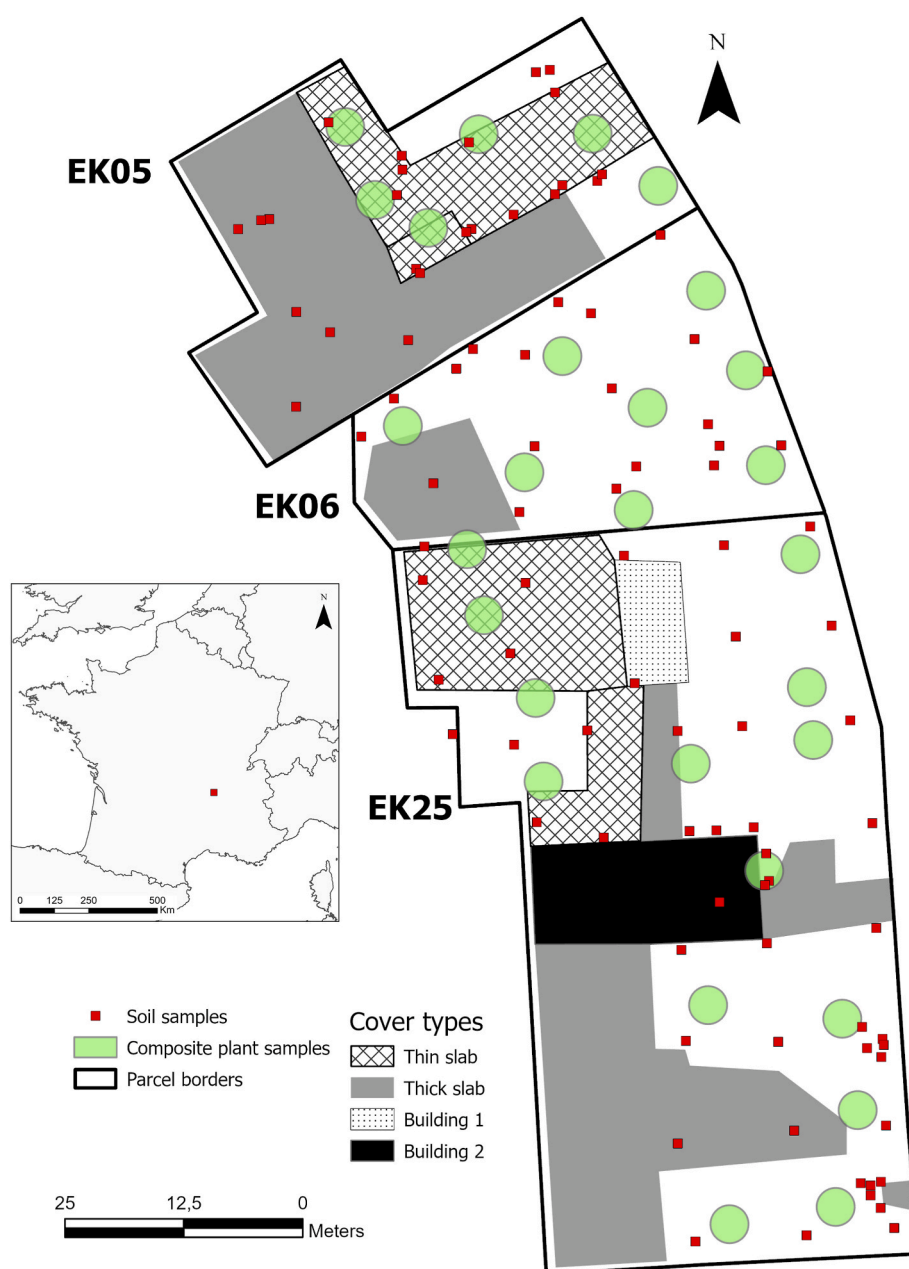 N
EK05
EK06
N
EK25
0 125 250 500
Km
Soil samples
Composite plant samples
Parcel borders
Cover types
Thin slab
Thick slab
Building 1
Building 2
25 12,5 0
Meters